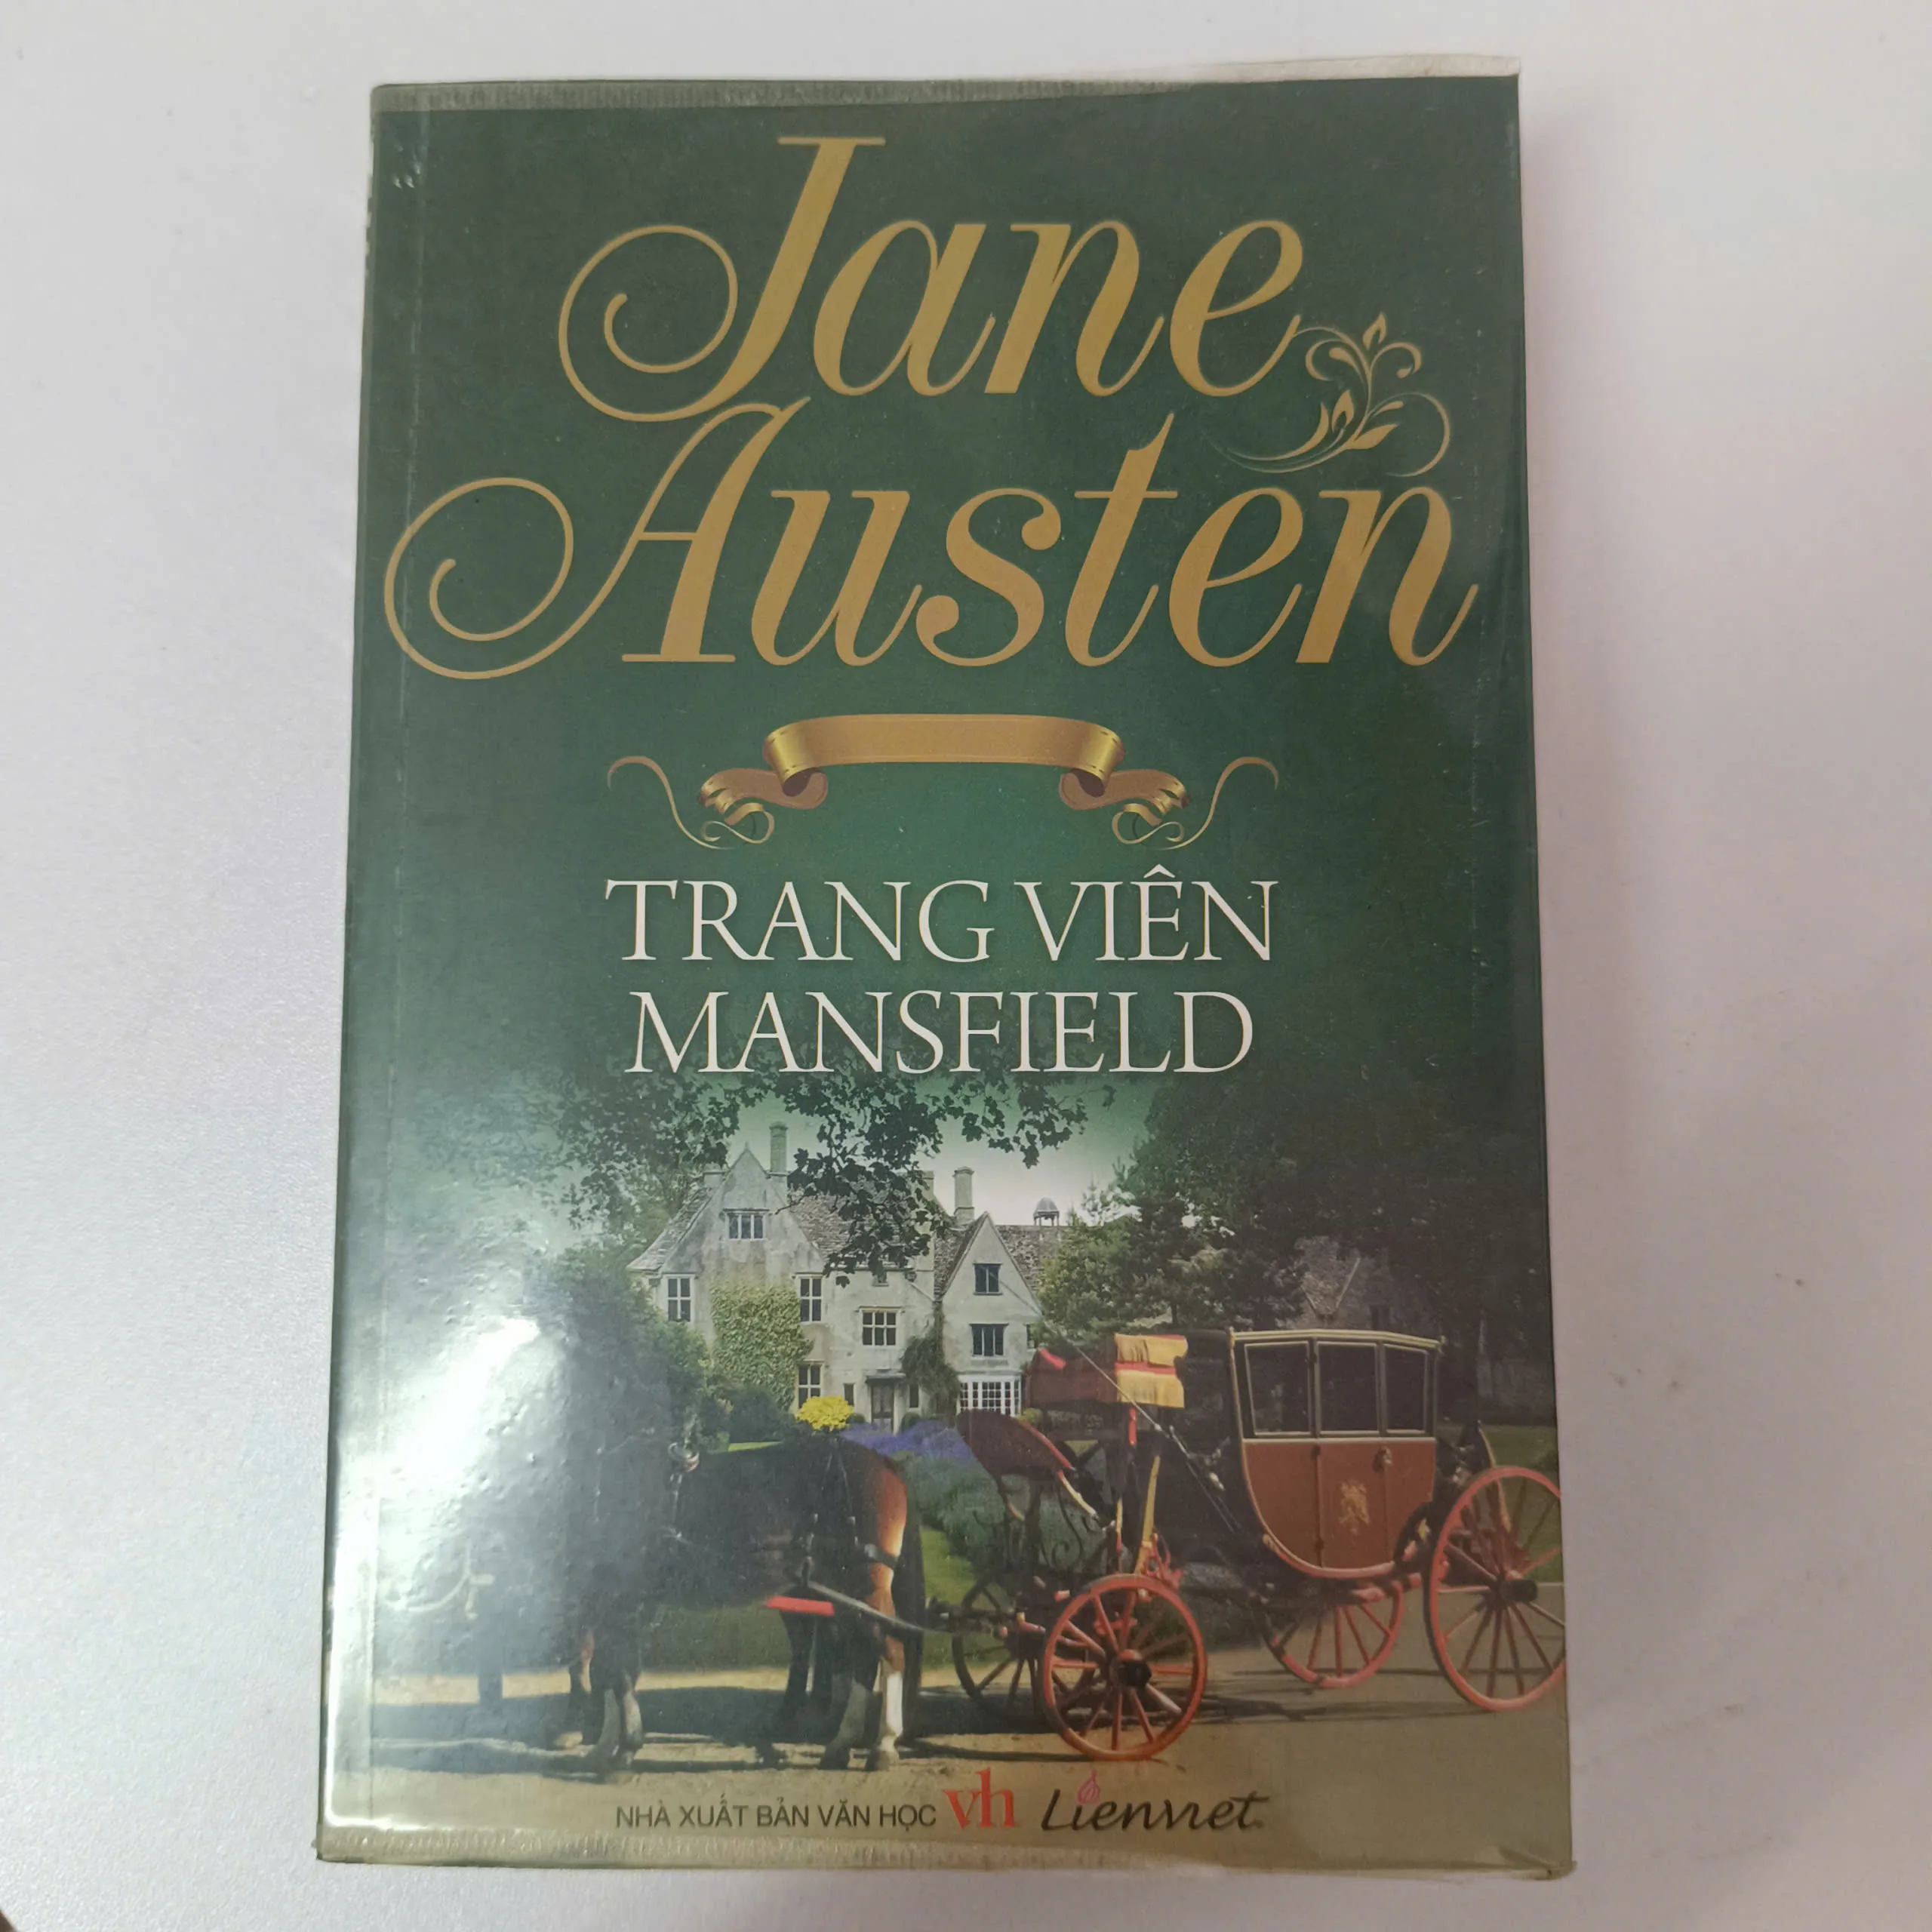 Jane
Austen
TRANG VIÊN
MANSFIELD
NHÀ XUẤT BẢN VĂN HỌC vh Lienviet